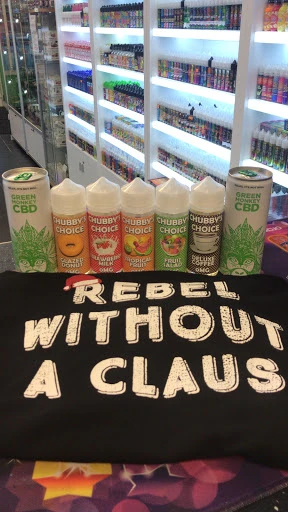 GREEN
MONKEY
CBD
CHUBBY'S
CHOICE
GLAZED
DONUT
CHUBBY'S
CHOICE
STRAWBERRY
MILK
0MG
CHUBBY'S
CHOICE
TROPICAL
FRUIT
CHUBBY'S
CHOICE
FRUIT
SALAD
CHUBBY'S
CHOICE
DELUXE
COFFEE
0MG
GREEN
MONKEY
CBD
REBEL
WITHOUT
A CLAUS